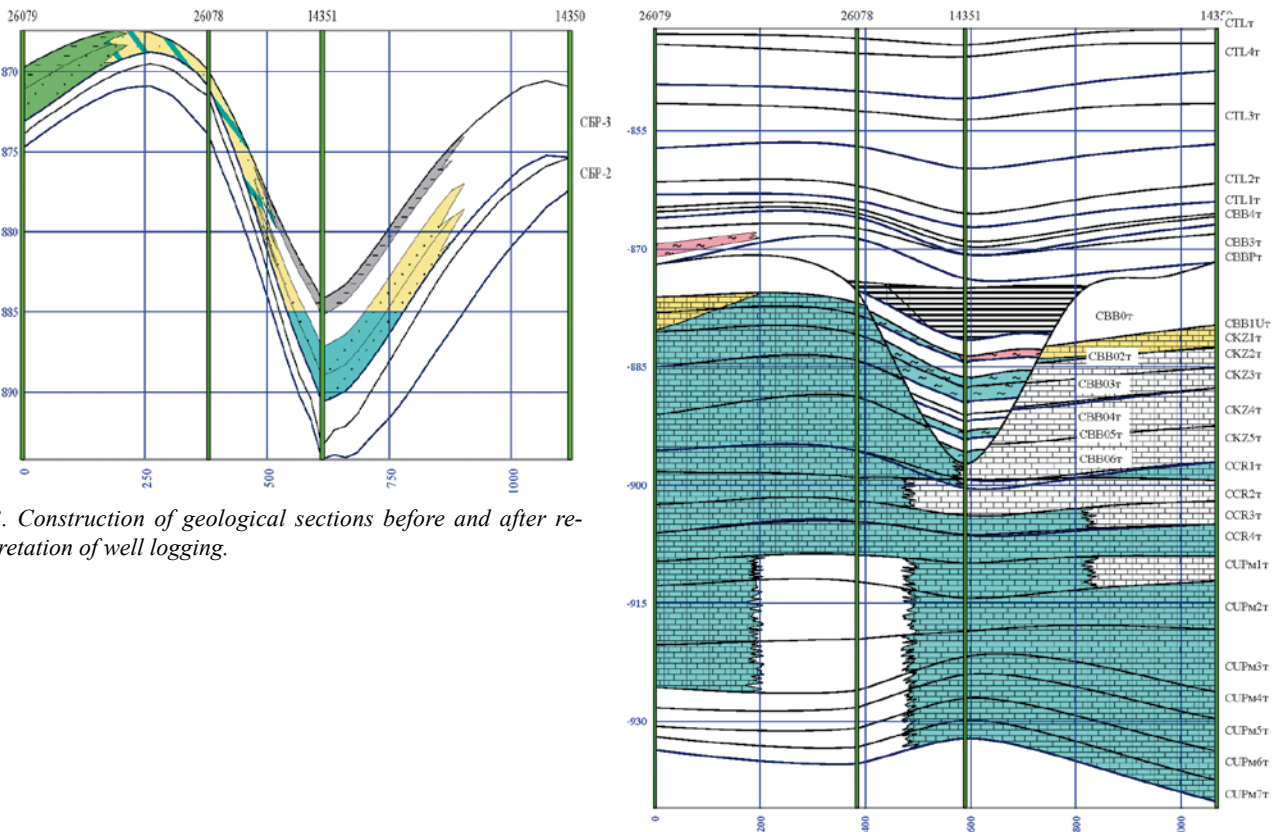 26079 26078 14351 14350
870
СБР-3
875
СБР-2
880
885
890
0 250 500 750 1000
. Construction of geological sections before and after re-
retation of well logging.
26079 26078 14351
CTLт
CTL4т
CTL3т
-855
CTL2т
CTL1т
CBB4т
CBB3т
-870
CBBPт
CBB0т
CBB1Uт
CKZ1т
CBB02т
CKZ2т
-885
CKZ3т
CBB03т
CKZ4т
CBB04т
CBB05т
CKZ5т
CBB06т
CCR1т
-900
CCR2т
CCR3т
CCR4т
CUPм1т
-915
CUPм2т
CUPм3т
CUPм4т
-930
CUPм5т
CUPм6т
CUPм7т
0 200 400 600 800 000